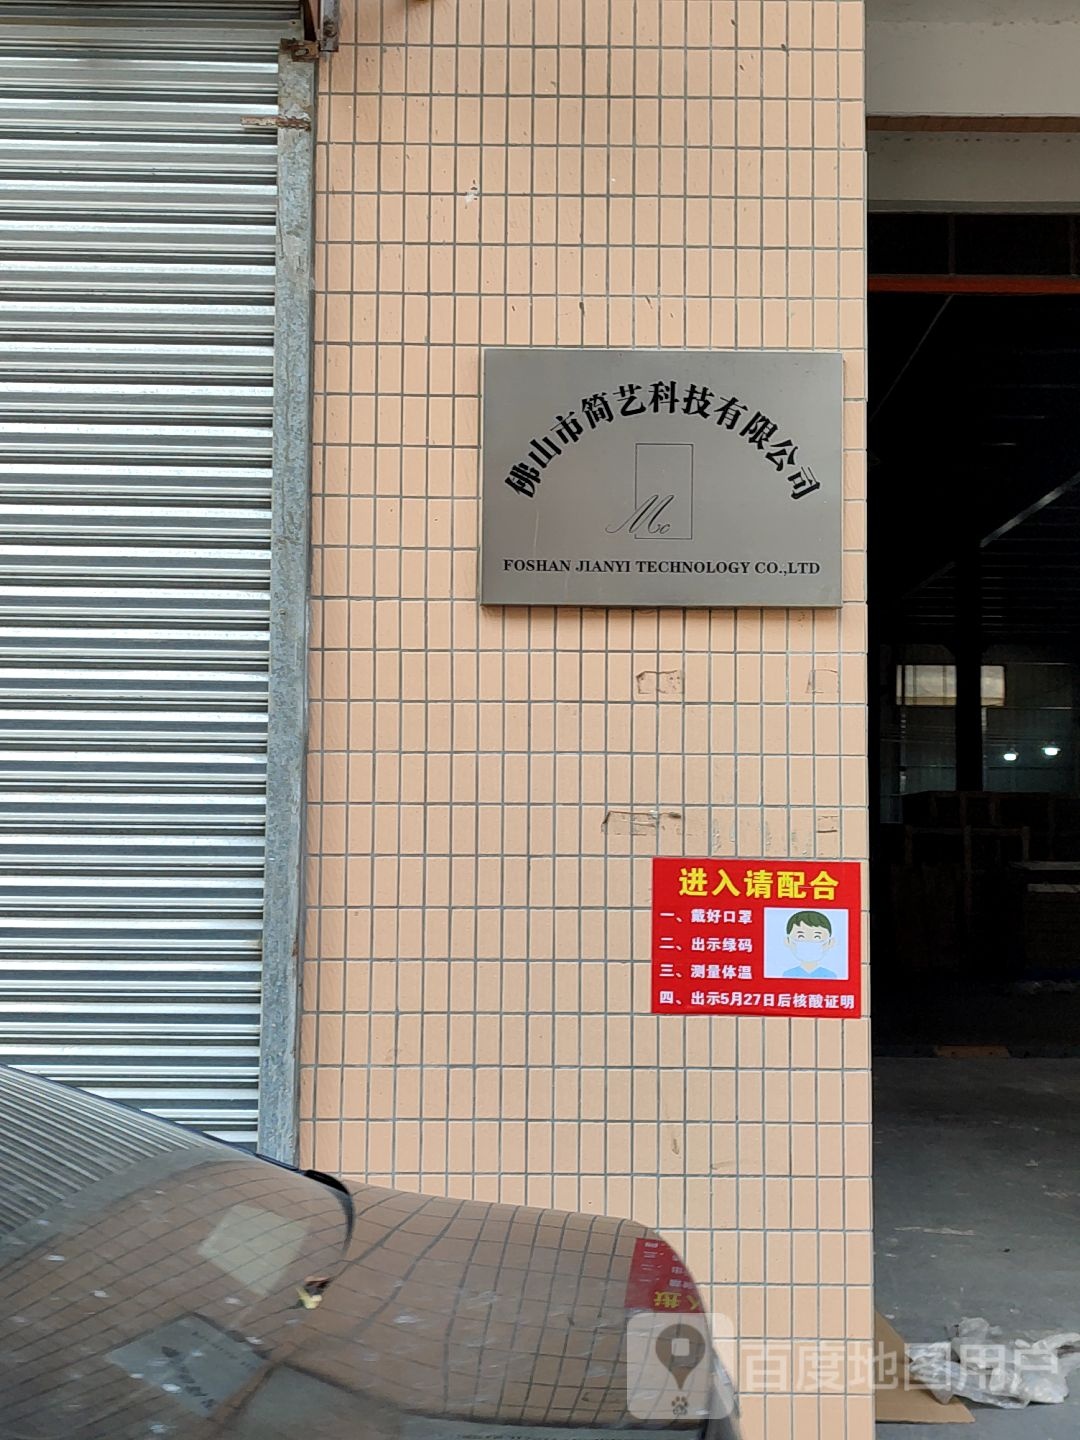 佛山市简艺科技有限公司
Mc
FOSHAN JIANYI TECHNOLOGY CO.,LTD
进入请配合
一、戴好口罩
二、出示绿码
三、测量体温
四、出示5月27日后核酸证明
百度地图用户